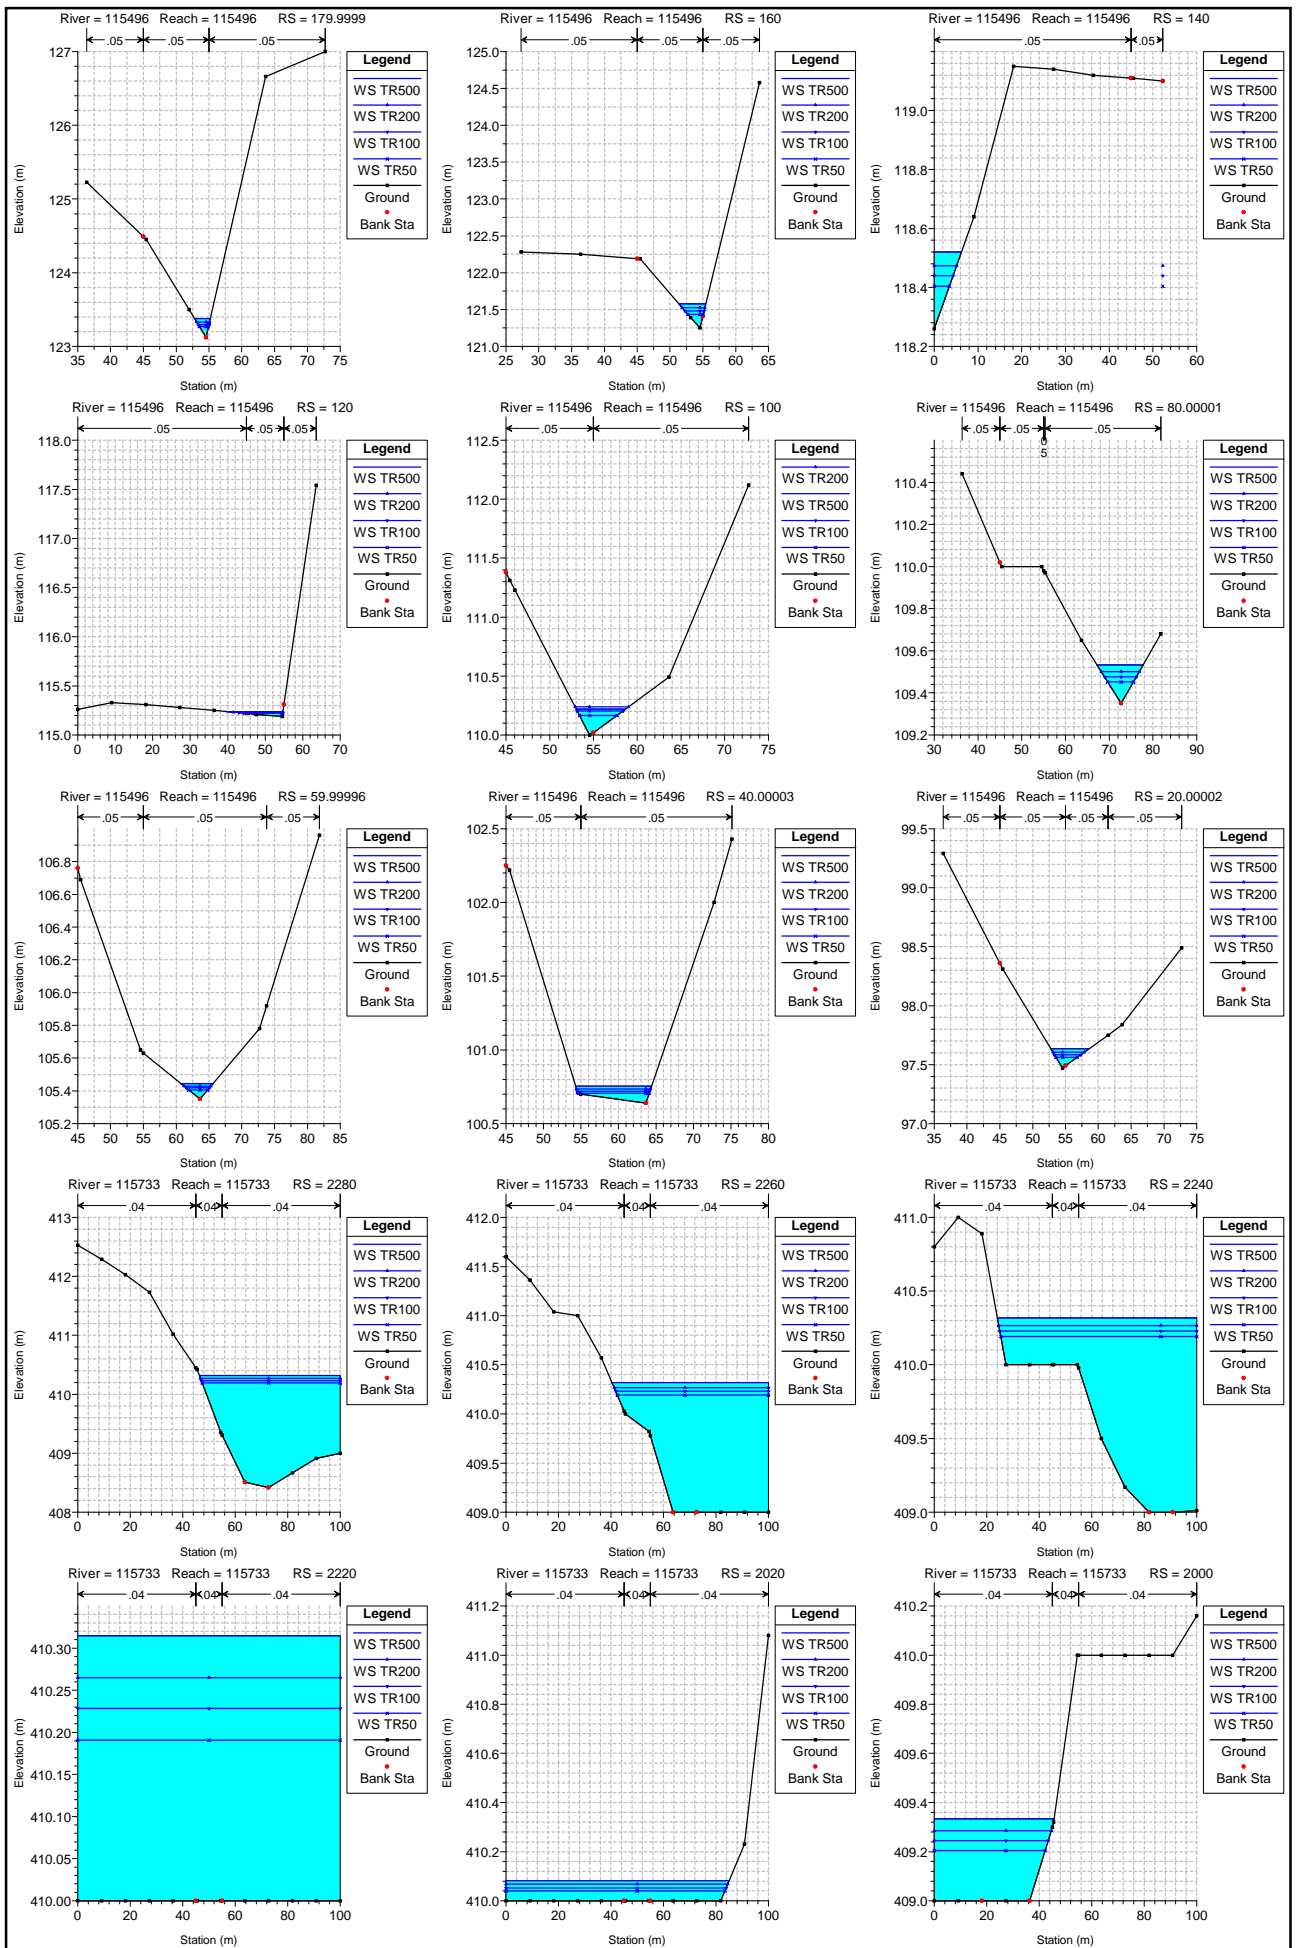 River = 115496 Reach = 115496 RS = 179.9999
.05 .05 .05
127
126
125
124
123
Elevation (m)
35 40 45 50 55 60 65 70 75
Station (m)
Legend
WS TR500
WS TR200
WS TR100
WS TR50
Ground
Bank Sta
River = 115496 Reach = 115496 RS = 160
.05 .05 .05
125.0
124.5
124.0
123.5
123.0
122.5
122.0
121.5
121.0
Elevation (m)
25 30 35 40 45 50 55 60 65
Station (m)
Legend
WS TR500
WS TR200
WS TR100
WS TR50
Ground
Bank Sta
River = 115496 Reach = 115496 RS = 140
.05 .05
119.0
118.8
118.6
118.4
118.2
Elevation (m)
0 10 20 30 40 50 60
Station (m)
Legend
WS TR500
WS TR200
WS TR100
WS TR50
Ground
Bank Sta
River = 115496 Reach = 115496 RS = 120
.05 .05 .05
118.0
117.5
117.0
116.5
116.0
115.5
115.0
Elevation (m)
0 10 20 30 40 50 60 70
Station (m)
Legend
WS TR500
WS TR200
WS TR100
WS TR50
Ground
Bank Sta
River = 115496 Reach = 115496 RS = 100
.05 .05
112.5
112.0
111.5
111.0
110.5
110.0
Elevation (m)
45 50 55 60 65 70 75
Station (m)
Legend
WS TR200
WS TR500
WS TR100
WS TR50
Ground
Bank Sta
River = 115496 Reach = 115496 RS = 80.00001
.05 .05 .05
0
5
110.4
110.2
110.0
109.8
109.6
109.4
109.2
Elevation (m)
30 40 50 60 70 80 90
Station (m)
Legend
WS TR500
WS TR200
WS TR100
WS TR50
Ground
Bank Sta
River = 115496 Reach = 115496 RS = 59.99996
.05 .05 .05
106.8
106.6
106.4
106.2
106.0
105.8
105.6
105.4
105.2
Elevation (m)
45 50 55 60 65 70 75 80 85
Station (m)
Legend
WS TR500
WS TR200
WS TR100
WS TR50
Ground
Bank Sta
River = 115496 Reach = 115496 RS = 40.00003
.05 .05
102.5
102.0
101.5
101.0
100.5
Elevation (m)
45 50 55 60 65 70 75 80
Station (m)
Legend
WS TR500
WS TR200
WS TR100
WS TR50
Ground
Bank Sta
River = 115496 Reach = 115496 RS = 20.00002
.05 .05 .05 .05
99.5
99.0
98.5
98.0
97.5
97.0
Elevation (m)
35 40 45 50 55 60 65 70 75
Station (m)
Legend
WS TR500
WS TR200
WS TR100
WS TR50
Ground
Bank Sta
River = 115733 Reach = 115733 RS = 2280
.04 .04 .04
413
412
411
410
409
408
Elevation (m)
0 20 40 60 80 100
Station (m)
Legend
WS TR500
WS TR200
WS TR100
WS TR50
Ground
Bank Sta
River = 115733 Reach = 115733 RS = 2260
.04 .04 .04
412.0
411.5
411.0
410.5
410.0
409.5
409.0
Elevation (m)
0 20 40 60 80 100
Station (m)
Legend
WS TR500
WS TR200
WS TR100
WS TR50
Ground
Bank Sta
River = 115733 Reach = 115733 RS = 2240
.04 .04 .04
411.0
410.5
410.0
409.5
409.0
Elevation (m)
0 20 40 60 80 100
Station (m)
Legend
WS TR500
WS TR200
WS TR100
WS TR50
Ground
Bank Sta
River = 115733 Reach = 115733 RS = 2220
.04 .04 .04
410.30
410.25
410.20
410.15
410.10
410.05
410.00
Elevation (m)
0 20 40 60 80 100
Station (m)
Legend
WS TR500
WS TR200
WS TR100
WS TR50
Ground
Bank Sta
River = 115733 Reach = 115733 RS = 2020
.04 .04 .04
411.2
411.0
410.8
410.6
410.4
410.2
410.0
Elevation (m)
0 20 40 60 80 100
Station (m)
Legend
WS TR500
WS TR200
WS TR100
WS TR50
Ground
Bank Sta
River = 115733 Reach = 115733 RS = 2000
.04 .04 .04
410.2
410.0
409.8
409.6
409.4
409.2
409.0
Elevation (m)
0 20 40 60 80 100
Station (m)
Legend
WS TR500
WS TR200
WS TR100
WS TR50
Ground
Bank Sta